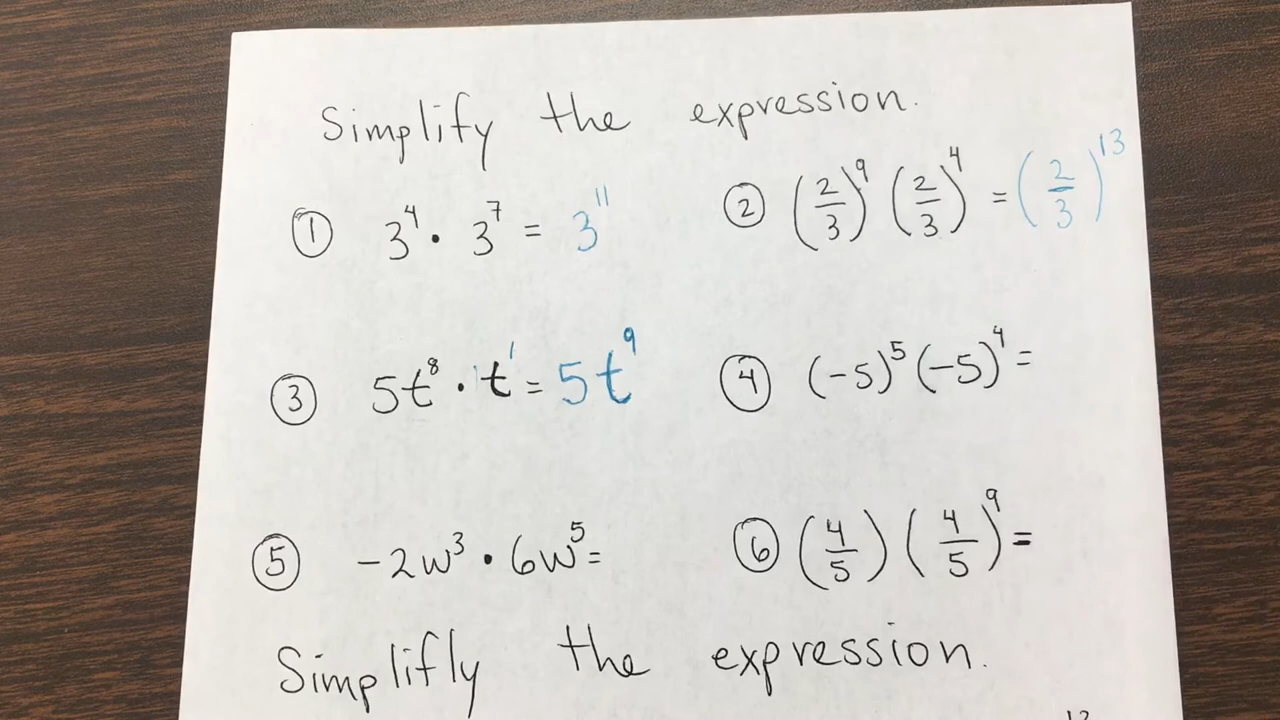 Simplify the expression.
① 3⁴ · 3⁷ = 3¹¹ ② (2/3)⁹ (2/3)⁴ = (2/3)¹³
③ 5t⁸ · t¹ = 5t⁹ ④ (-5)⁵ (-5)⁴ =
⑤ -2w³ · 6w⁵ = ⑥ (4/5) (4/5)⁹ =
Simplifly the expression.